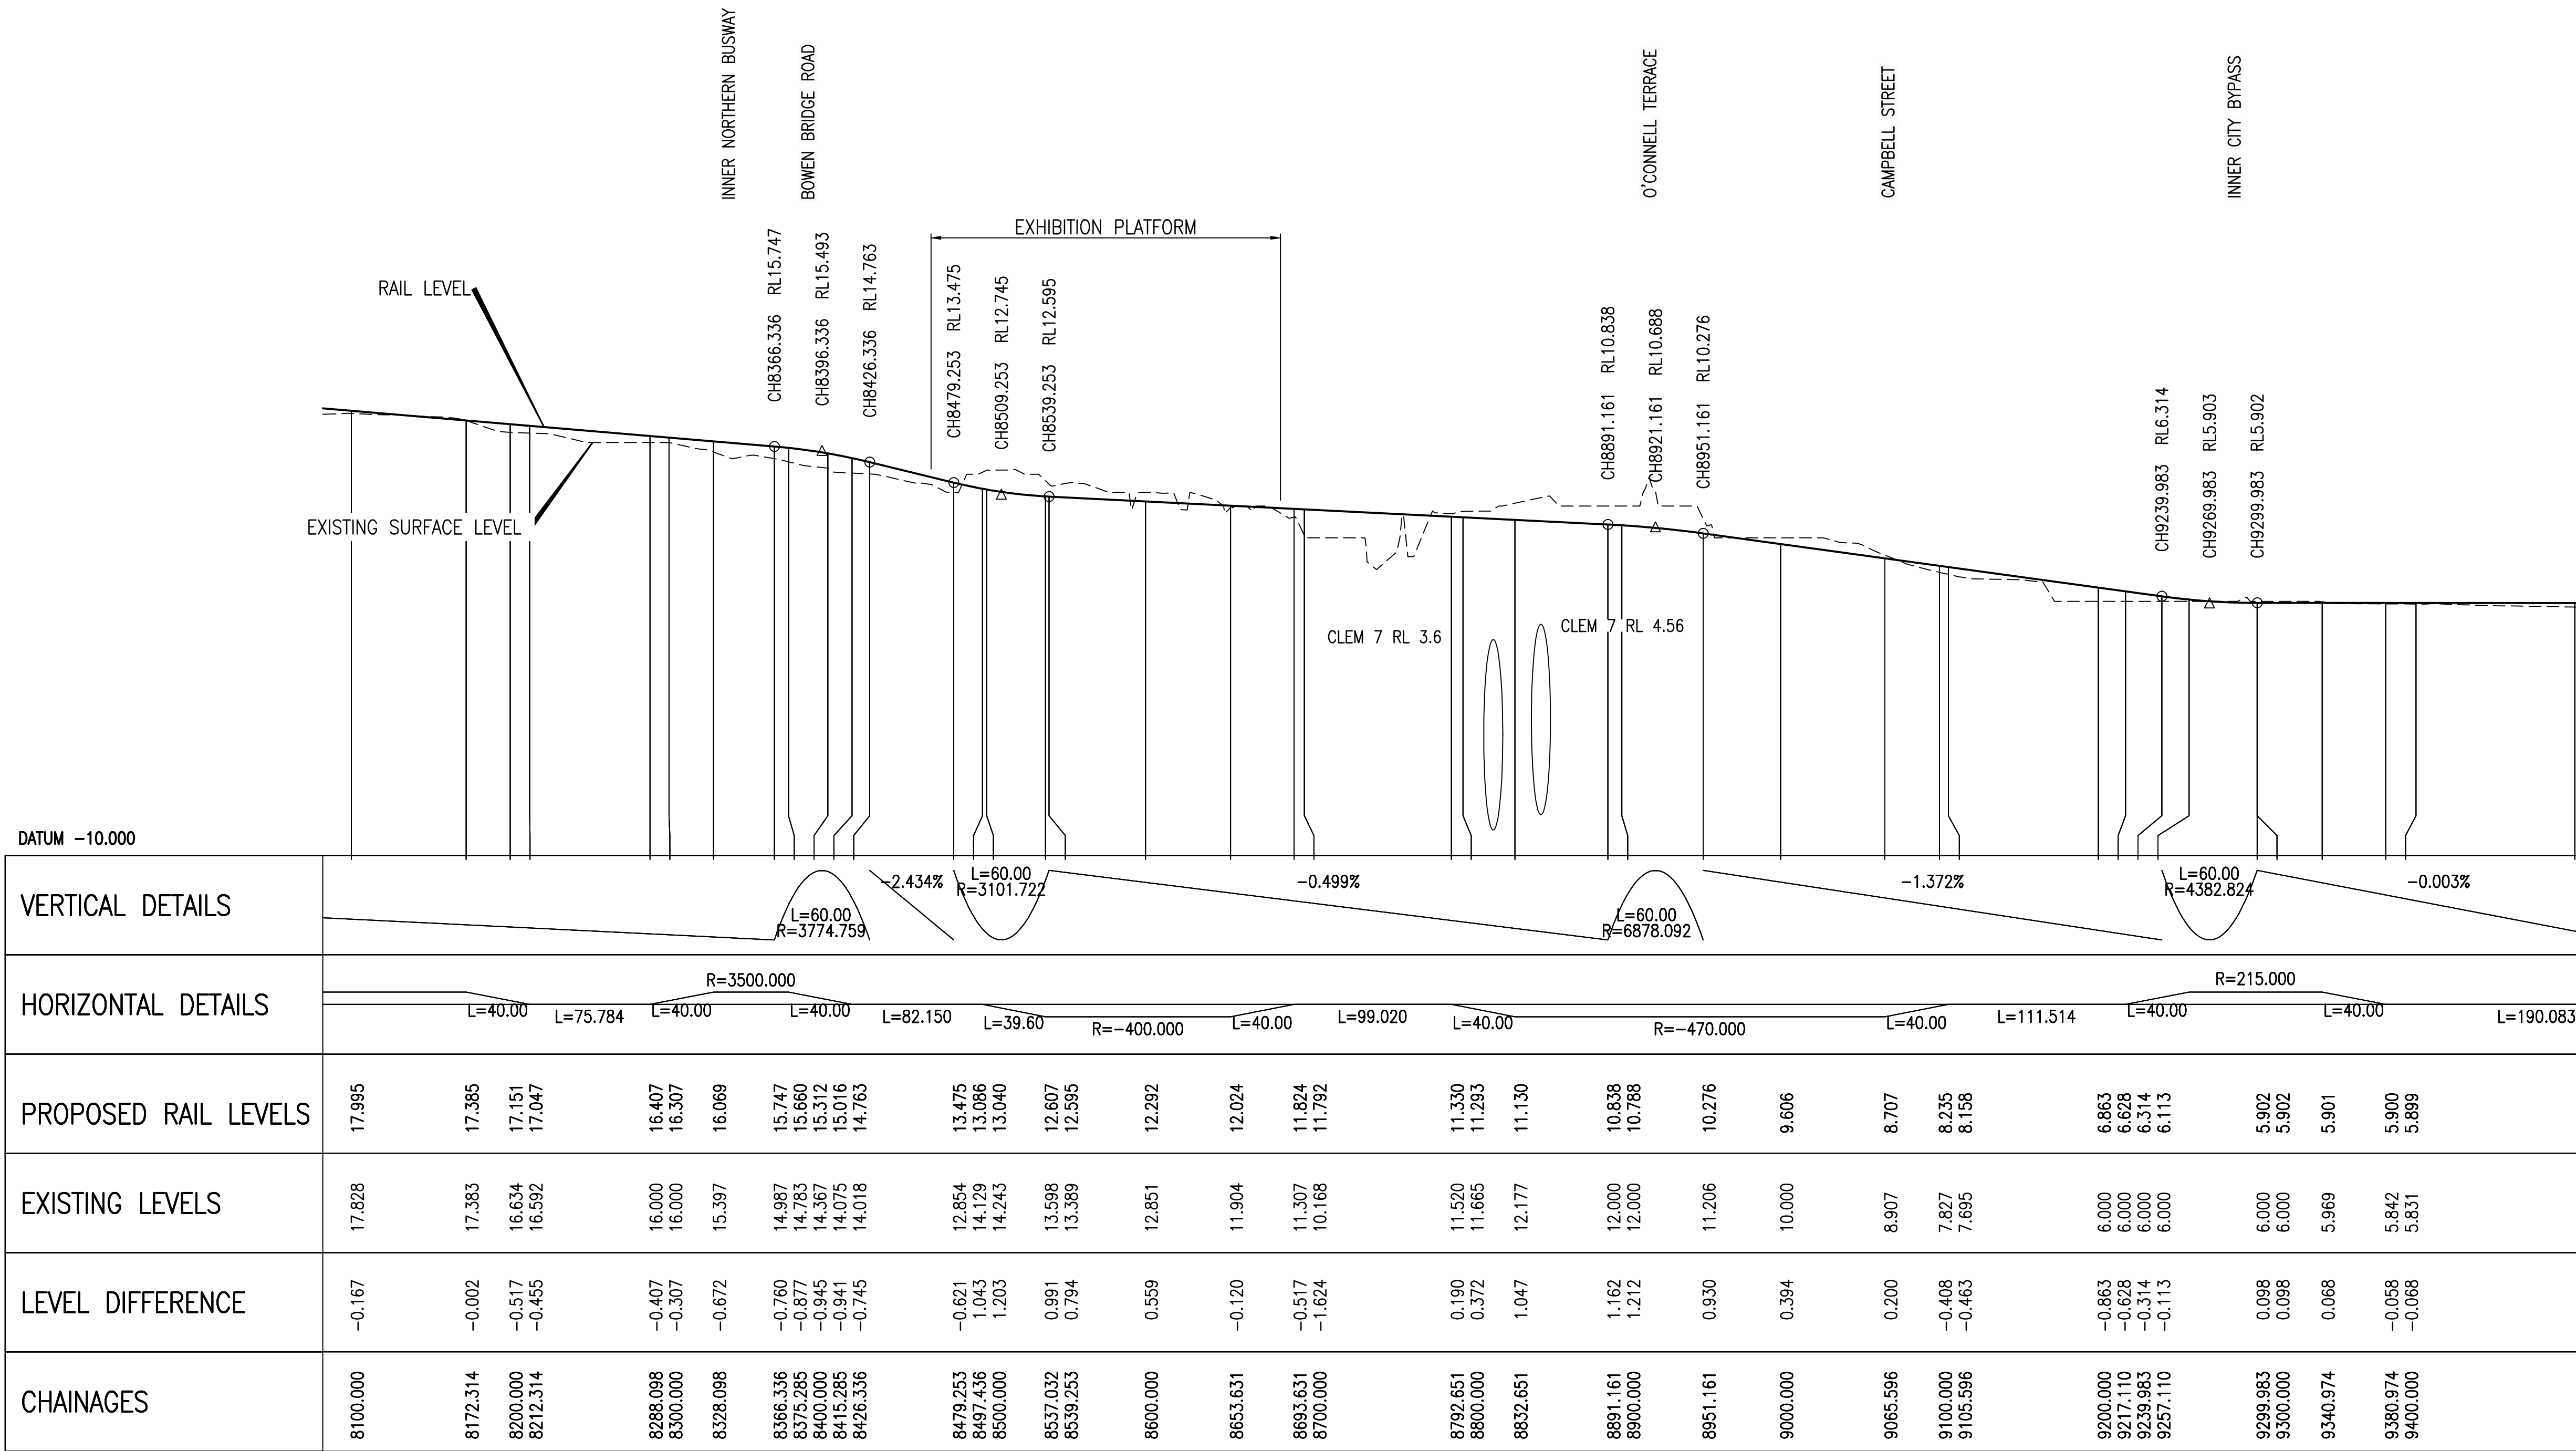 INNER NORTHERN BUSWAY
BOWEN BRIDGE ROAD
O'CONNELL TERRACE
CAMPBELL STREET
INNER CITY BYPASS
EXHIBITION PLATFORM
RAIL LEVEL
EXISTING SURFACE LEVEL
CH8366.336 RL15.747
CH8396.336 RL15.493
CH8426.336 RL14.763
CH8479.253 RL13.475
CH8509.253 RL12.745
CH8539.253 RL12.595
CH8891.161 RL10.838
CH8921.161 RL10.688
CH8951.161 RL10.276
CH9239.983 RL6.314
CH9269.983 RL5.903
CH9299.983 RL5.902
CLEM 7 RL 3.6
CLEM 7 RL 4.56
DATUM -10.000
VERTICAL DETAILS
L=60.00
R=3774.759
-2.434%
L=60.00
R=3101.722
-0.499%
L=60.00
R=6878.092
-1.372%
L=60.00
R=4382.824
-0.003%
HORIZONTAL DETAILS
L=40.00
L=75.784
L=40.00
R=3500.000
L=40.00
L=82.150
L=39.60
R=-400.000
L=40.00
L=99.020
L=40.00
R=-470.000
L=40.00
L=111.514
L=40.00
R=215.000
L=40.00
L=190.083
PROPOSED RAIL LEVELS
17.995
17.385
17.151
17.047
16.407
16.307
16.069
15.747
15.660
15.312
15.016
14.763
13.475
13.086
13.040
12.607
12.595
12.292
12.024
11.824
11.792
11.330
11.293
11.130
10.838
10.788
10.276
9.606
8.707
8.235
8.158
6.863
6.628
6.314
6.113
5.902
5.902
5.901
5.900
5.899
EXISTING LEVELS
17.828
17.383
16.634
16.592
16.000
16.000
15.397
14.987
14.783
14.367
14.075
14.018
12.854
14.129
14.243
13.598
13.389
12.851
11.904
11.307
10.168
11.520
11.665
12.177
12.000
12.000
11.206
10.000
8.907
7.827
7.695
6.000
6.000
6.000
6.000
6.000
6.000
5.969
5.842
5.831
LEVEL DIFFERENCE
-0.167
-0.002
-0.517
-0.455
-0.407
-0.307
-0.672
-0.760
-0.877
-0.945
-0.941
-0.745
-0.621
1.043
1.203
0.991
0.794
0.559
-0.120
-0.517
-1.624
0.190
0.372
1.047
1.162
1.212
0.930
0.394
0.200
-0.408
-0.463
-0.863
-0.628
-0.314
-0.113
0.098
0.098
0.068
-0.058
-0.068
CHAINAGES
8100.000
8172.314
8200.000
8212.314
8288.098
8300.000
8328.098
8366.336
8375.285
8400.000
8415.285
8426.336
8479.253
8497.436
8500.000
8537.032
8539.253
8600.000
8653.631
8693.631
8700.000
8792.651
8800.000
8832.651
8891.161
8900.000
8951.161
9000.000
9065.596
9100.000
9105.596
9200.000
9217.110
9239.983
9257.110
9299.983
9300.000
9340.974
9380.974
9400.000